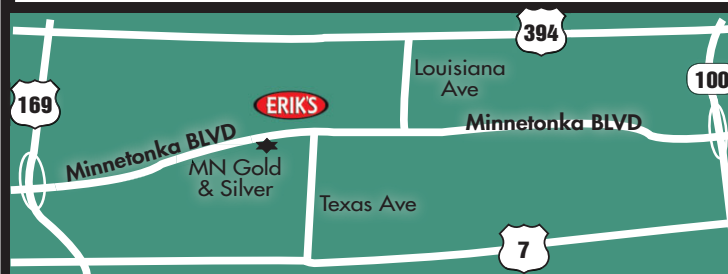 394
Louisiana
Ave
100
169
ERIK'S
Minnetonka BLVD
Minnetonka BLVD
MN Gold
& Silver
Texas Ave
7